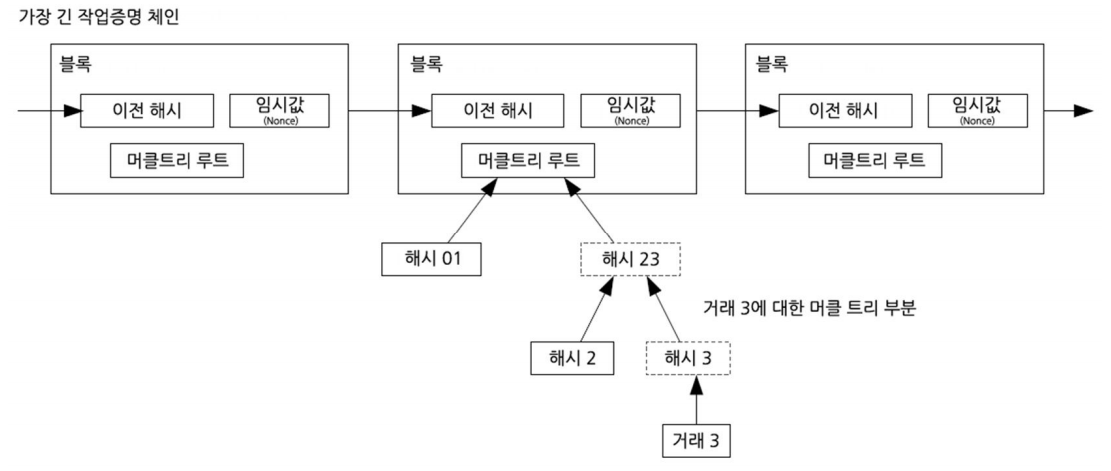 가장 긴 작업증명 체인
블록
이전 해시
임시값
(Nonce)
머클트리 루트
블록
이전 해시
임시값
(Nonce)
머클트리 루트
블록
이전 해시
임시값
(Nonce)
머클트리 루트
해시 01
해시 23
거래 3에 대한 머클 트리 부분
해시 2
해시 3
거래 3